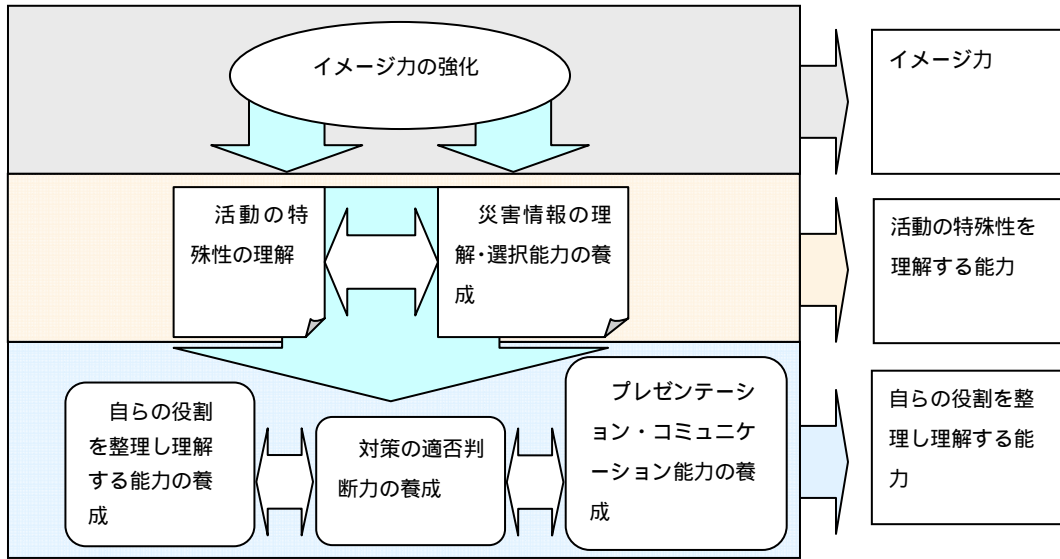 イメージ力の強化
イメージ力
活動の特
殊性の理解
災害情報の理
解・選択能力の養
成
活動の特殊性を
理解する能力
自らの役割
を整理し理解
する能力の養
成
対策の適否判
断力の養成
プレゼンテーシ
ョン・コミュニケ
ーション能力の養
成
自らの役割を整
理し理解する能
力